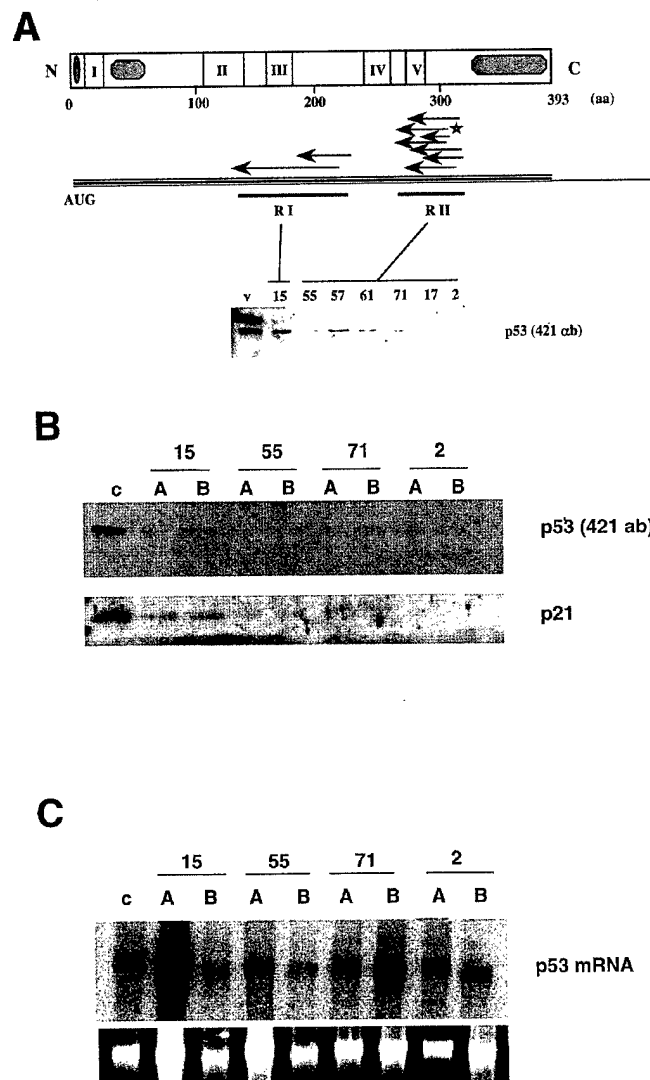 A
N I II III IV V C
0 100 200 300 393 (aa)
AUG
R I R II
v 15 55 57 61 71 17 2
p53 (421 ab)
B
15 55 71 2
c A B A B A B A B
p53 (421 ab)
p21
C
15 55 71 2
c A B A B A B A B
p53 mRNA